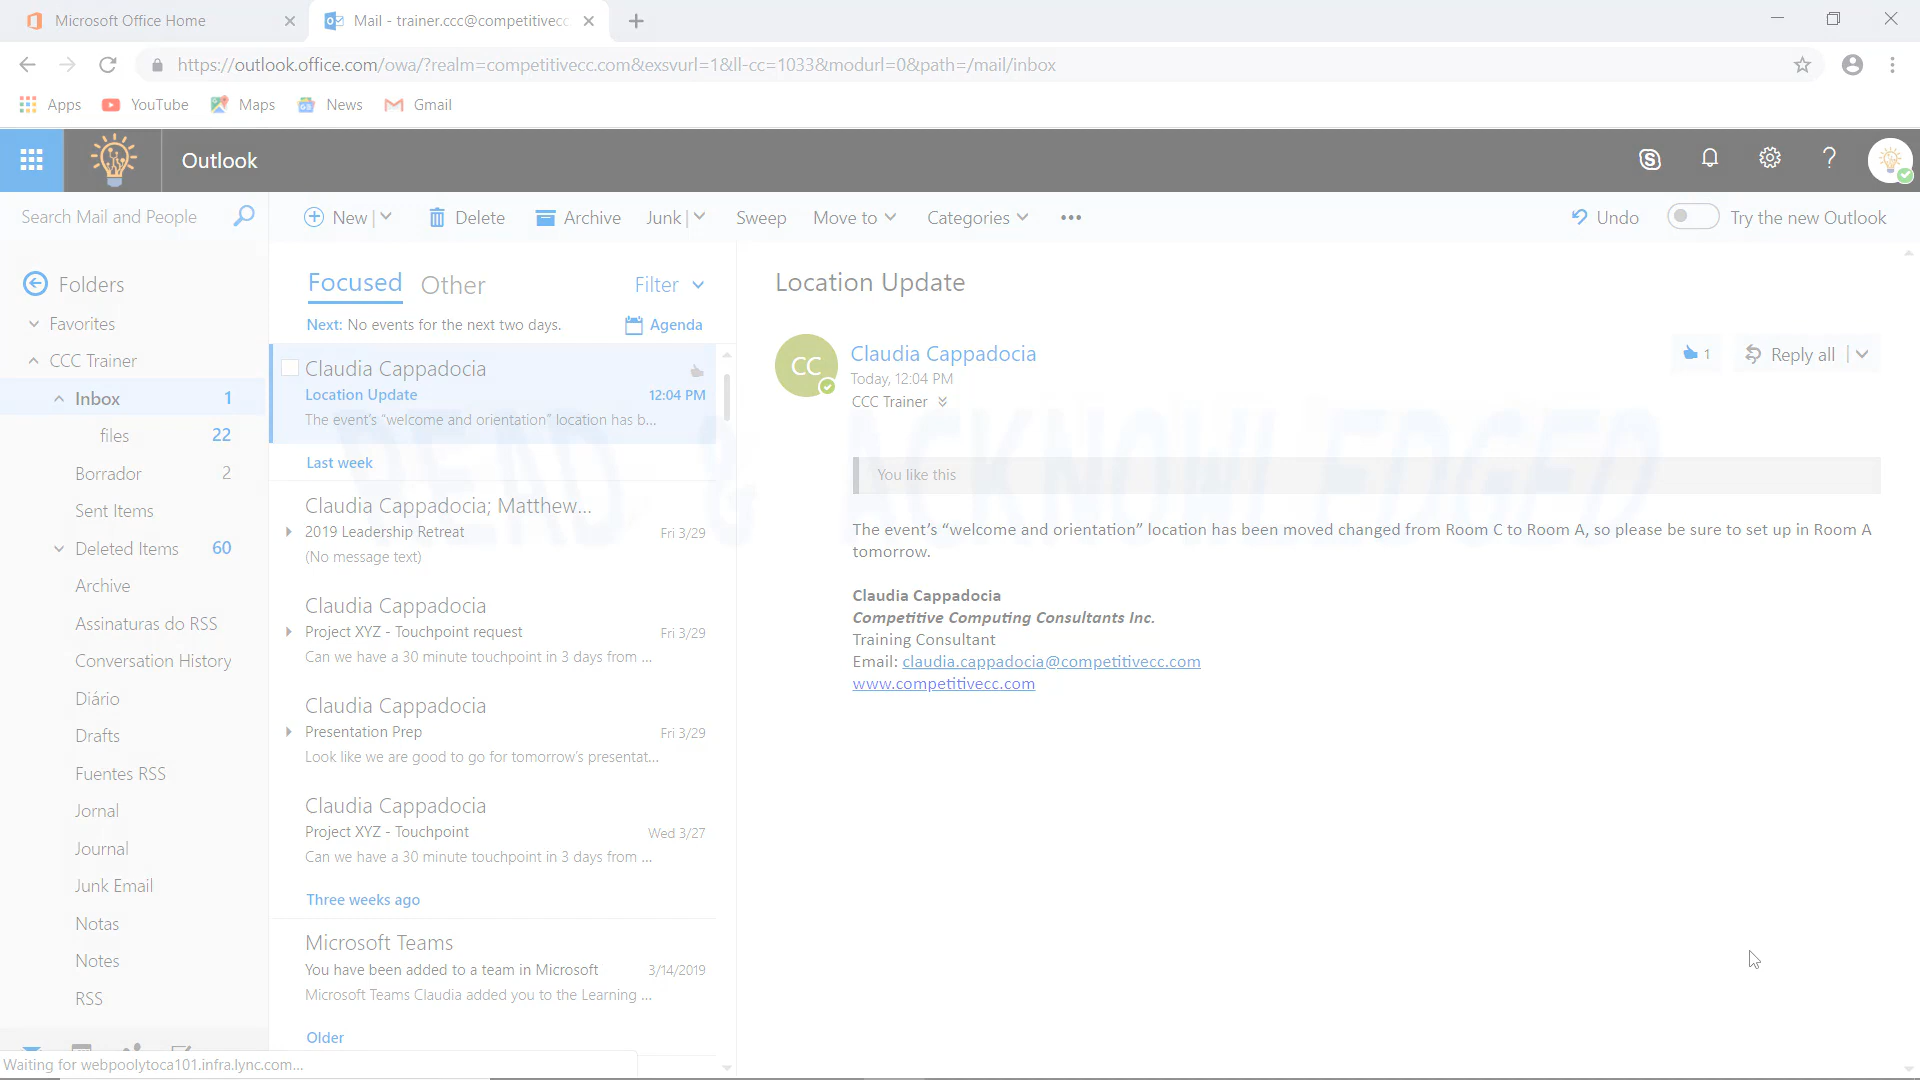 Microsoft Office Home
Mail - trainer.ccc@competitivecc
https://outlook.office.com/owa/?realm=competitivecc.com&exsvurl=1&ll-cc=1033&modurl=0&path=/mail/inbox
Apps YouTube Maps News Gmail
Outlook
Search Mail and People
New Delete Archive Junk Sweep Move to Categories ••• Undo Try the new Outlook
Folders
Favorites
CCC Trainer
Inbox 1
files 22
Borrador 2
Sent Items
Deleted Items 60
Archive
Assinaturas do RSS
Conversation History
Diário
Drafts
Fuentes RSS
Jornal
Journal
Junk Email
Notas
Notes
RSS
Waiting for webpoolytoca101.infra.lync.com...
Focused Other Filter
Next: No events for the next two days. Agenda
Claudia Cappadocia
Location Update 12:04 PM
The event's “welcome and orientation” location has b...
Last week
Claudia Cappadocia; Matthew...
2019 Leadership Retreat Fri 3/29
(No message text)
Claudia Cappadocia
Project XYZ - Touchpoint request Fri 3/29
Can we have a 30 minute touchpoint in 3 days from ...
Claudia Cappadocia
Presentation Prep Fri 3/29
Look like we are good to go for tomorrow's presentat...
Claudia Cappadocia
Project XYZ - Touchpoint Wed 3/27
Can we have a 30 minute touchpoint in 3 days from ...
Three weeks ago
Microsoft Teams
You have been added to a team in Microsoft 3/14/2019
Microsoft Teams Claudia added you to the Learning ...
Older
Location Update
CC
Claudia Cappadocia
Today, 12:04 PM
CCC Trainer
1 Reply all
READ & ACKNOWLEDGED
You like this
The event's “welcome and orientation” location has been moved changed from Room C to Room A, so please be sure to set up in Room A
tomorrow.
Claudia Cappadocia
Competitive Computing Consultants Inc.
Training Consultant
Email: claudia.cappadocia@competitivecc.com
www.competitivecc.com